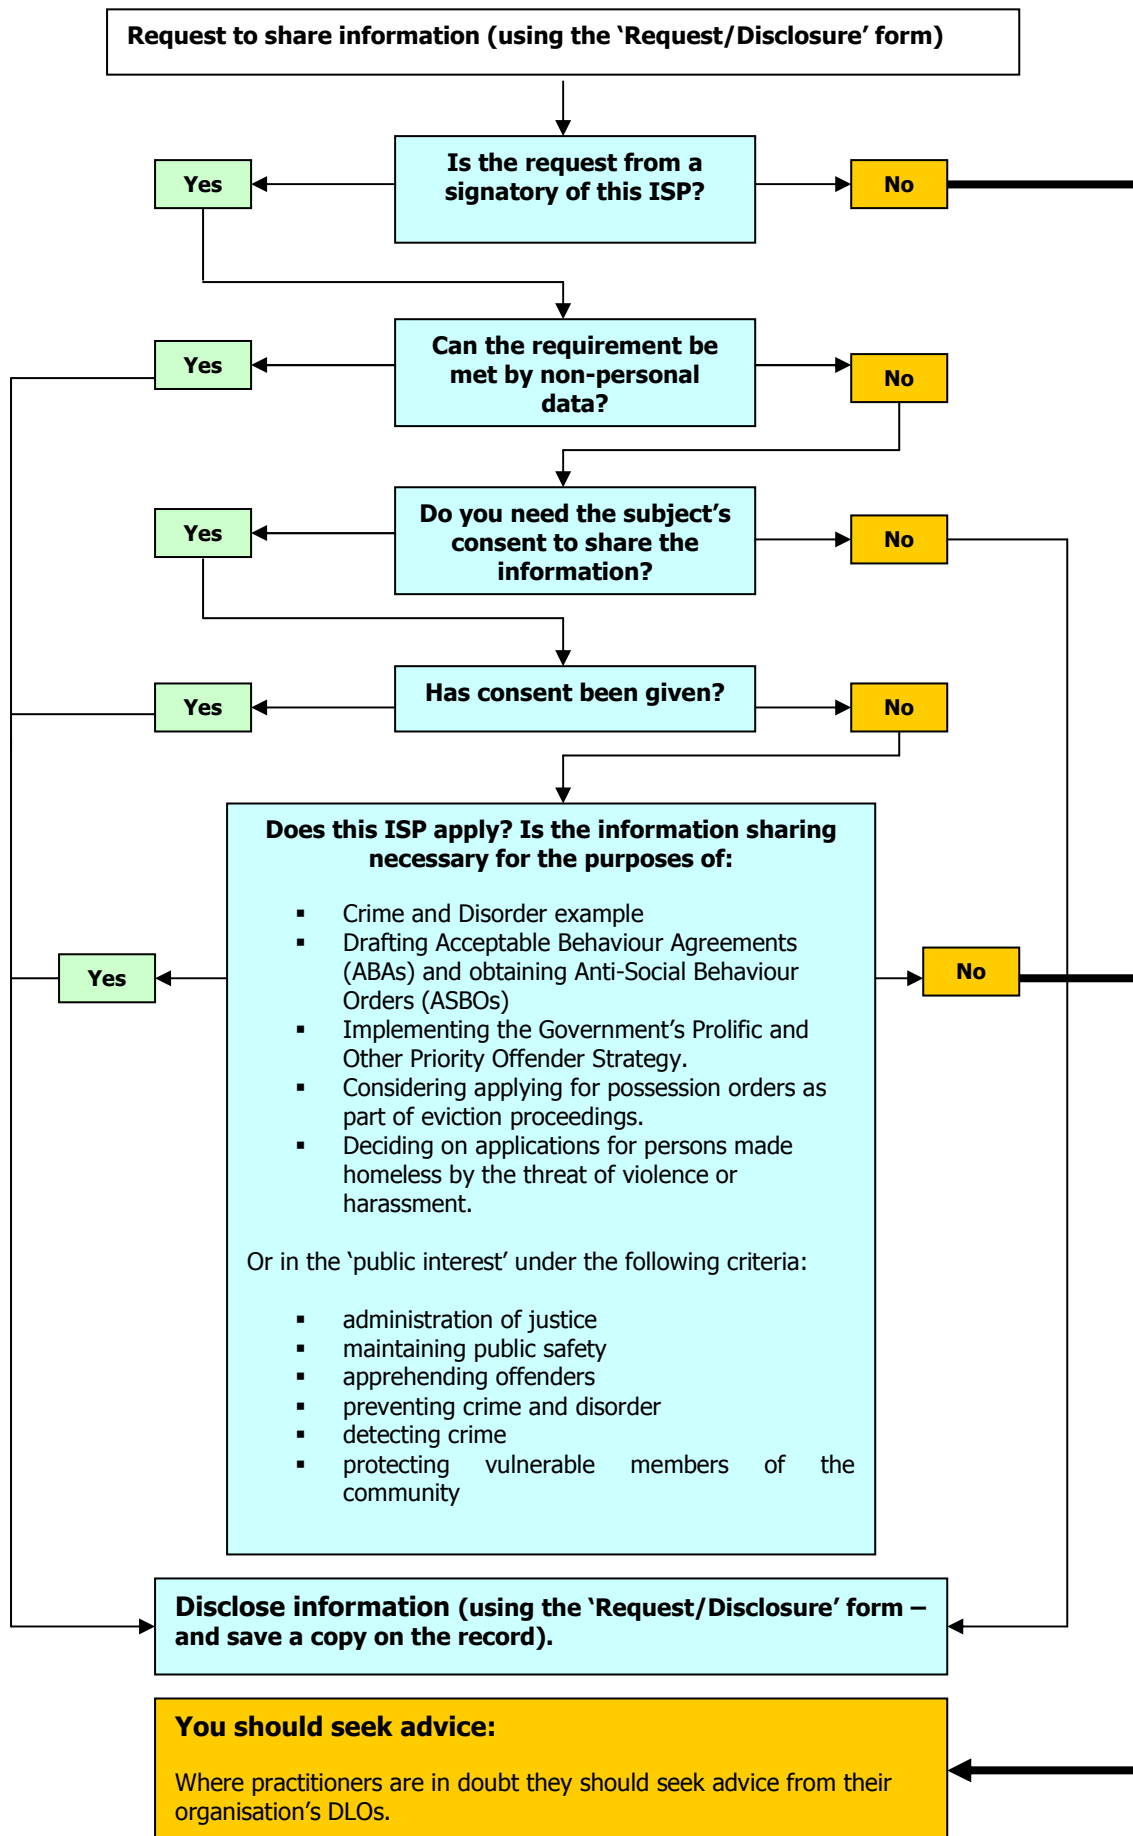 Request to share information (using the ‘Request/Disclosure’ form)
Is the request from a
signatory of this ISP?
Yes
No
Can the requirement be
met by non-personal
data?
Yes
No
Do you need the subject’s
consent to share the
information?
Yes
No
Has consent been given?
Yes
No
Does this ISP apply? Is the information sharing
necessary for the purposes of:
▪ Crime and Disorder example
▪ Drafting Acceptable Behaviour Agreements
(ABAs) and obtaining Anti-Social Behaviour
Orders (ASBOs)
▪ Implementing the Government’s Prolific and
Other Priority Offender Strategy.
▪ Considering applying for possession orders as
part of eviction proceedings.
▪ Deciding on applications for persons made
homeless by the threat of violence or
harassment.
Or in the ‘public interest’ under the following criteria:
▪ administration of justice
▪ maintaining public safety
▪ apprehending offenders
▪ preventing crime and disorder
▪ detecting crime
▪ protecting vulnerable members of the
community
Yes
No
Disclose information (using the ‘Request/Disclosure’ form –
and save a copy on the record).
You should seek advice:
Where practitioners are in doubt they should seek advice from their
organisation’s DLOs.